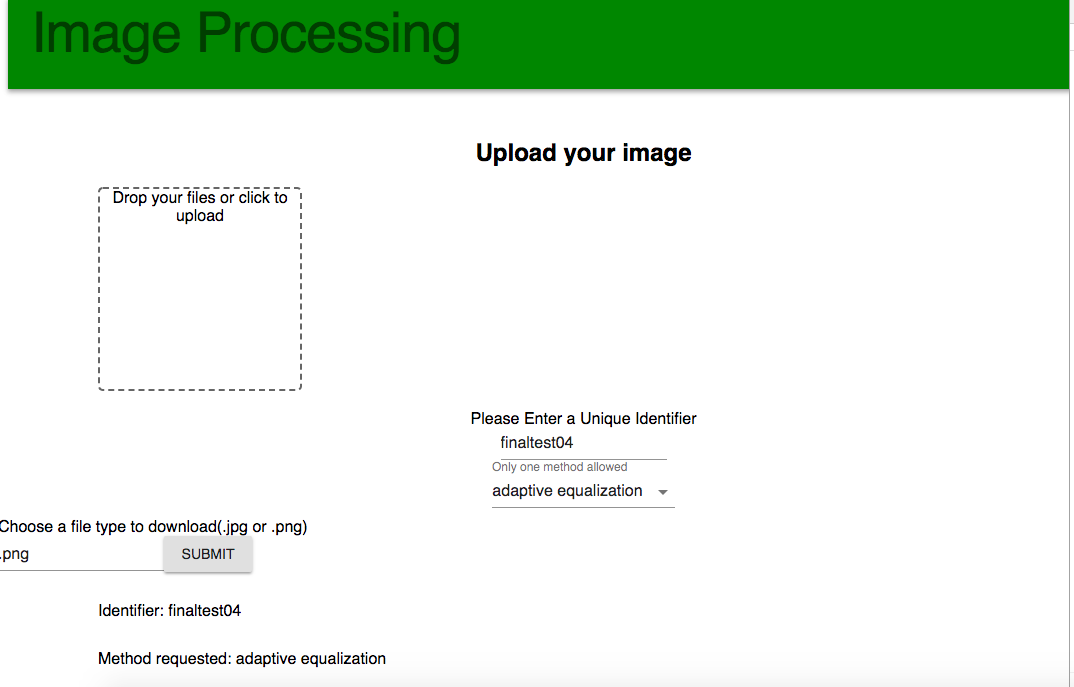 Image Processing
Upload your image
Drop your files or click to
upload
Please Enter a Unique Identifier
finaltest04
Only one method allowed
adaptive equalization
Choose a file type to download(.jpg or .png)
.png
SUBMIT
Identifier: finaltest04
Method requested: adaptive equalization